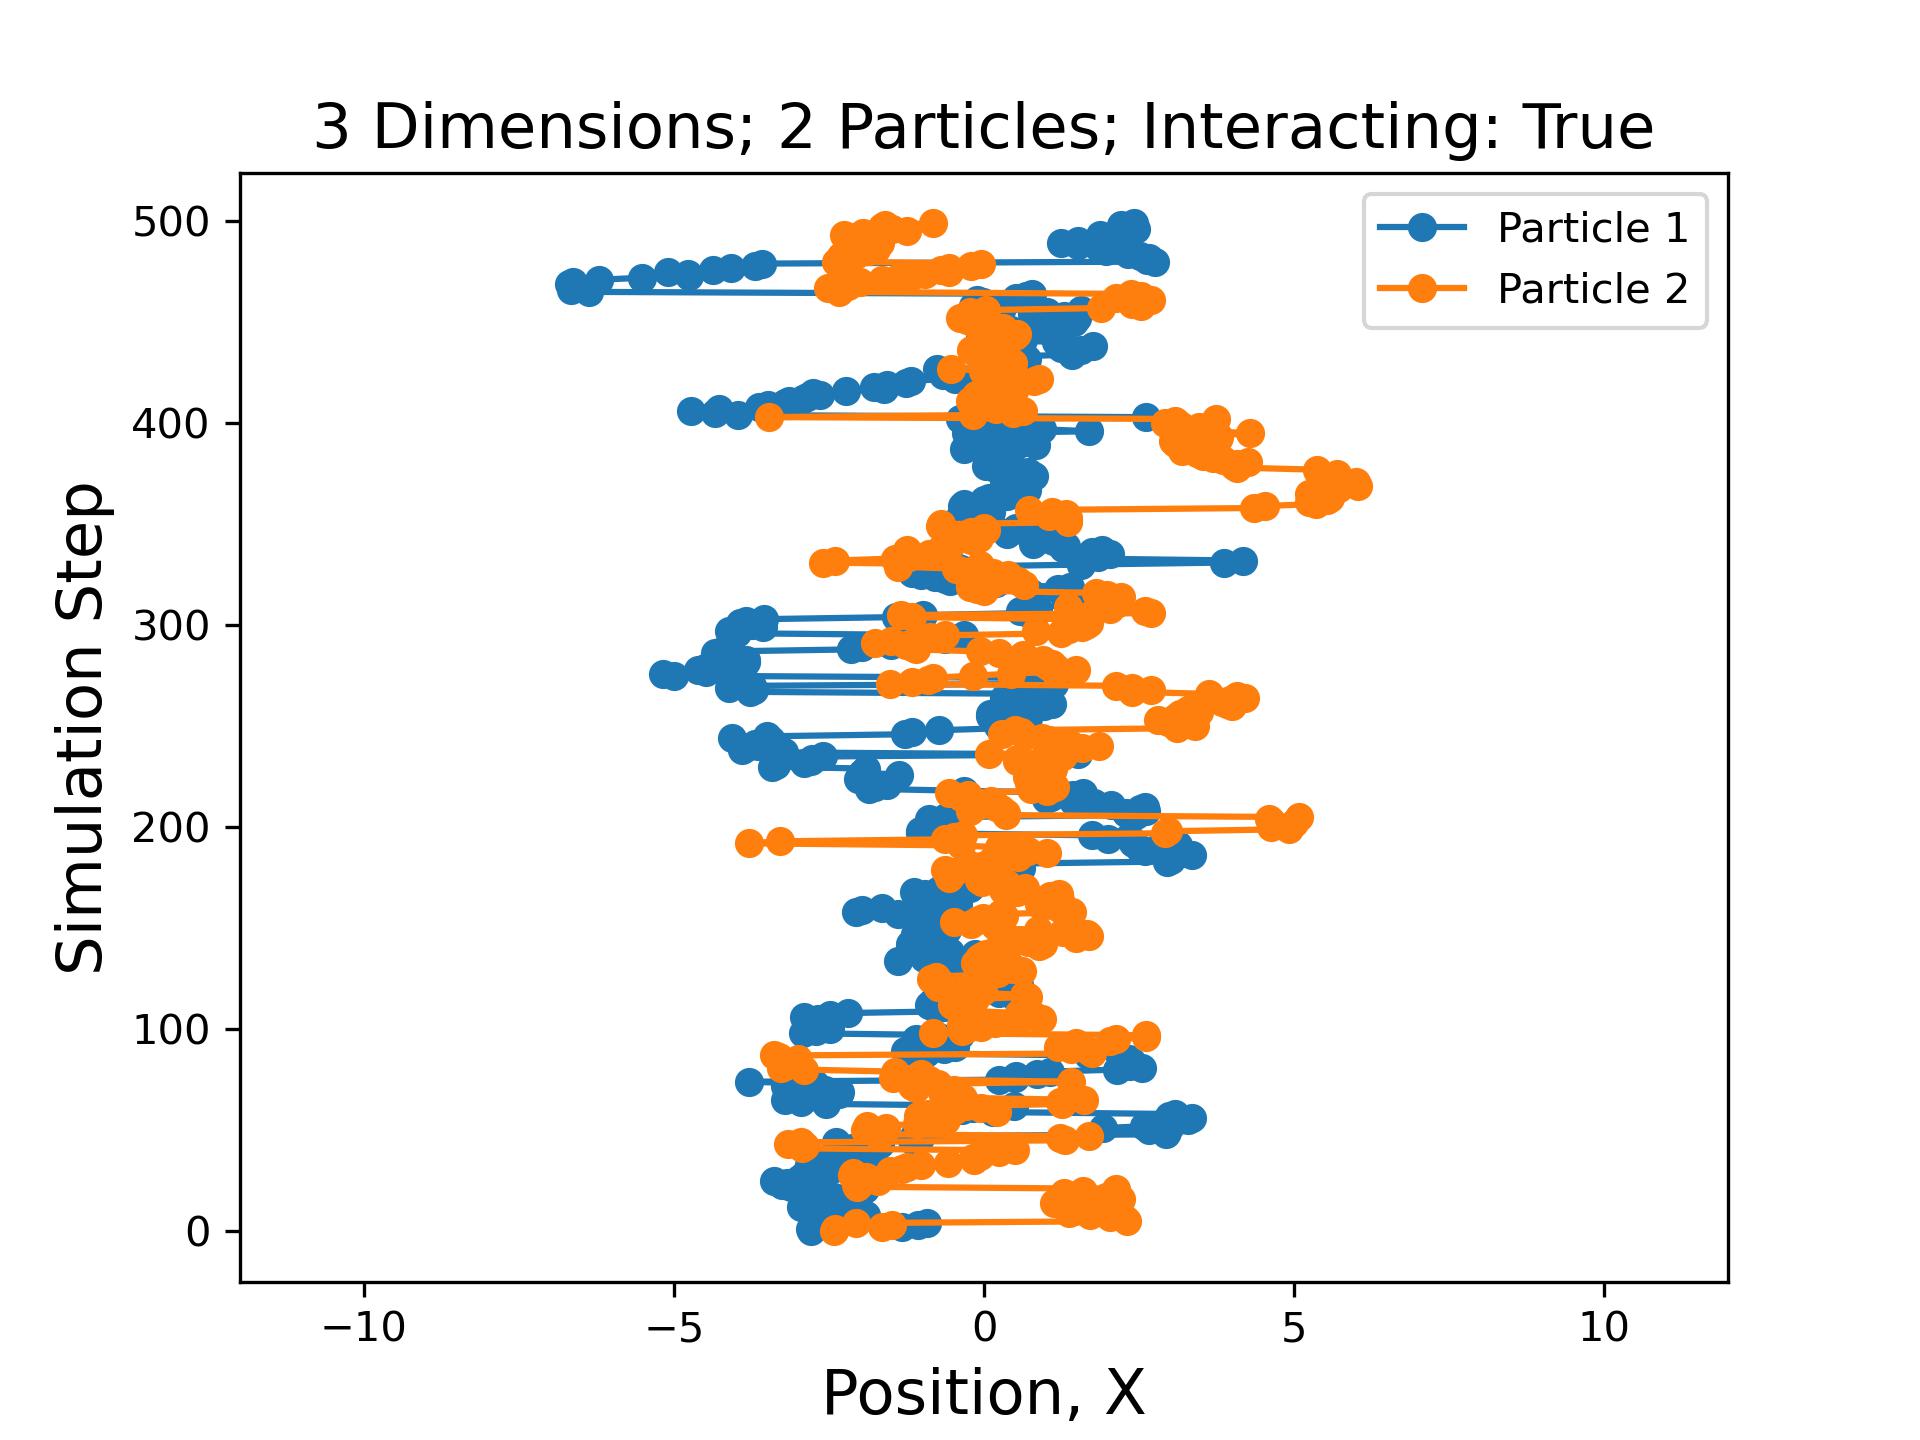 3 Dimensions; 2 Particles; Interacting: True
Particle 1
Particle 2
Simulation Step
500
400
300
200
100
0
−10
−5
0
5
10
Position, X